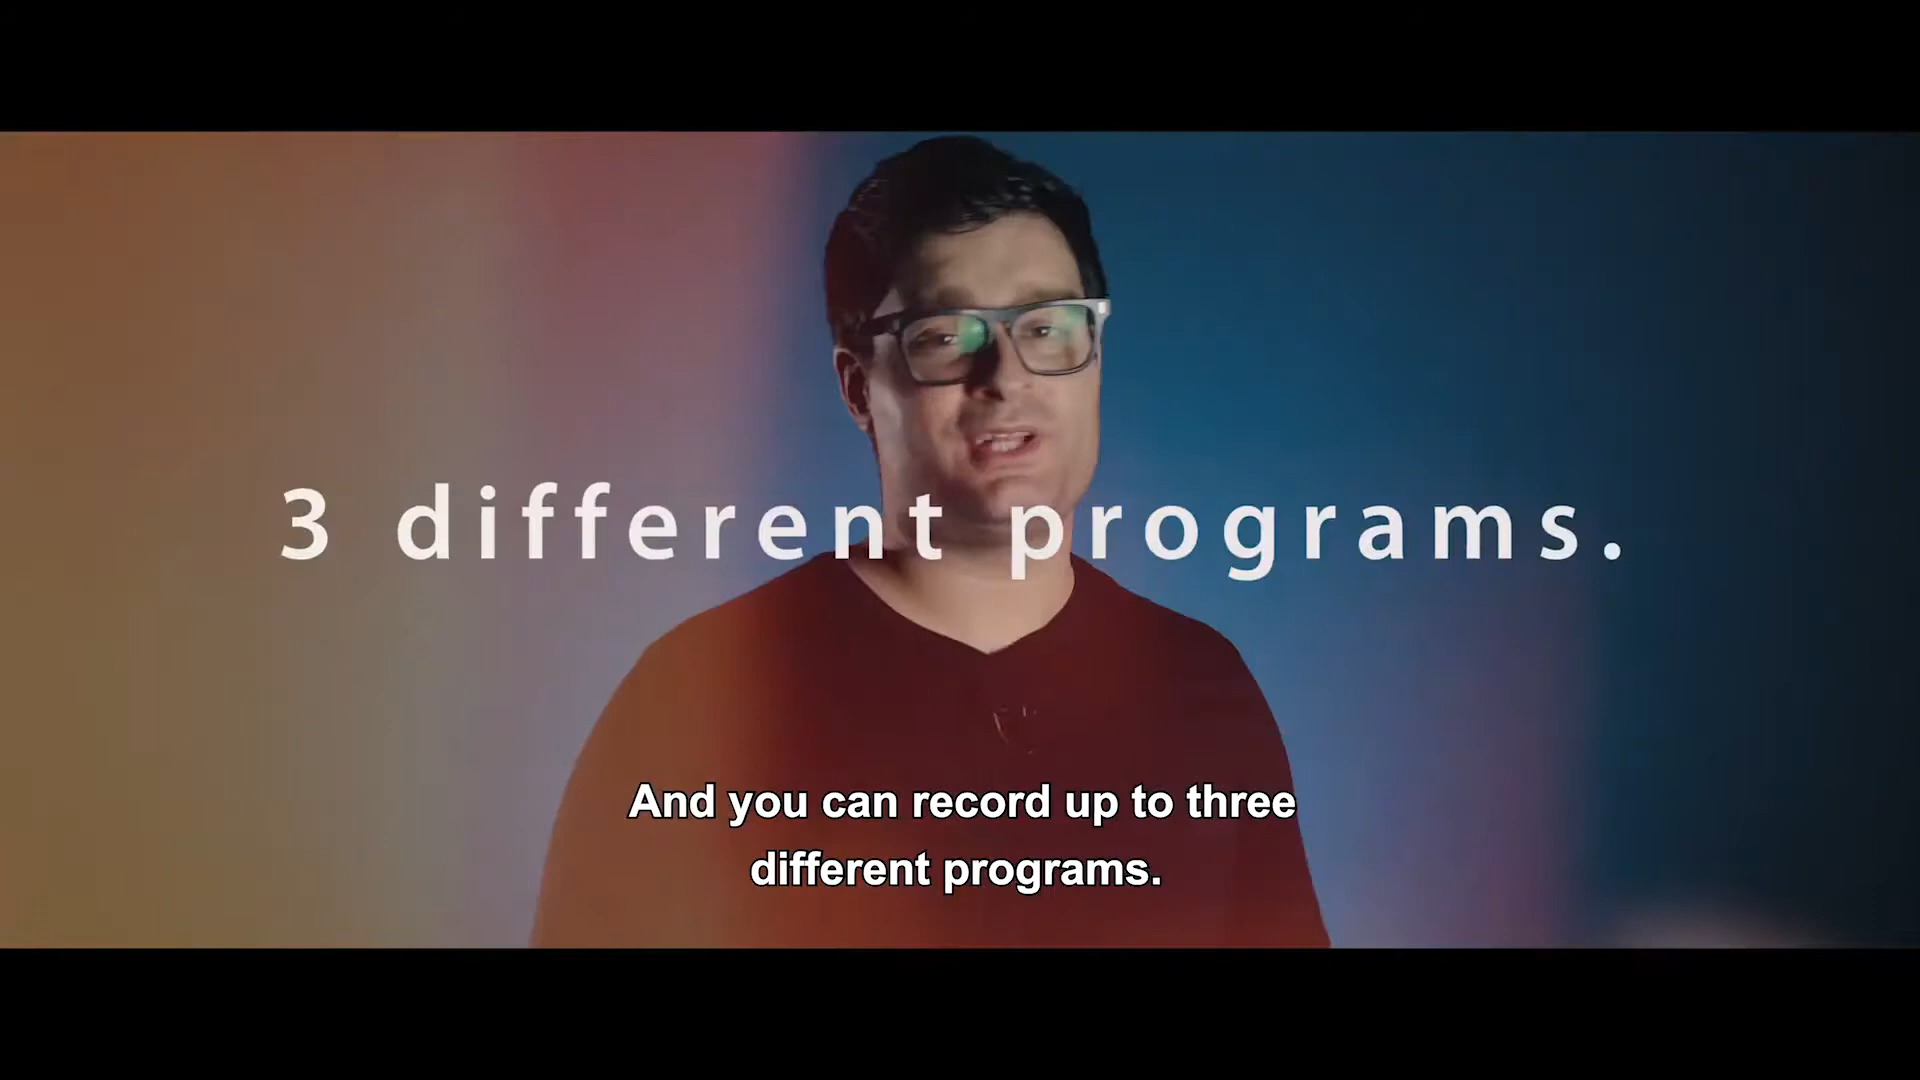 3 different programs.
And you can record up to three
different programs.